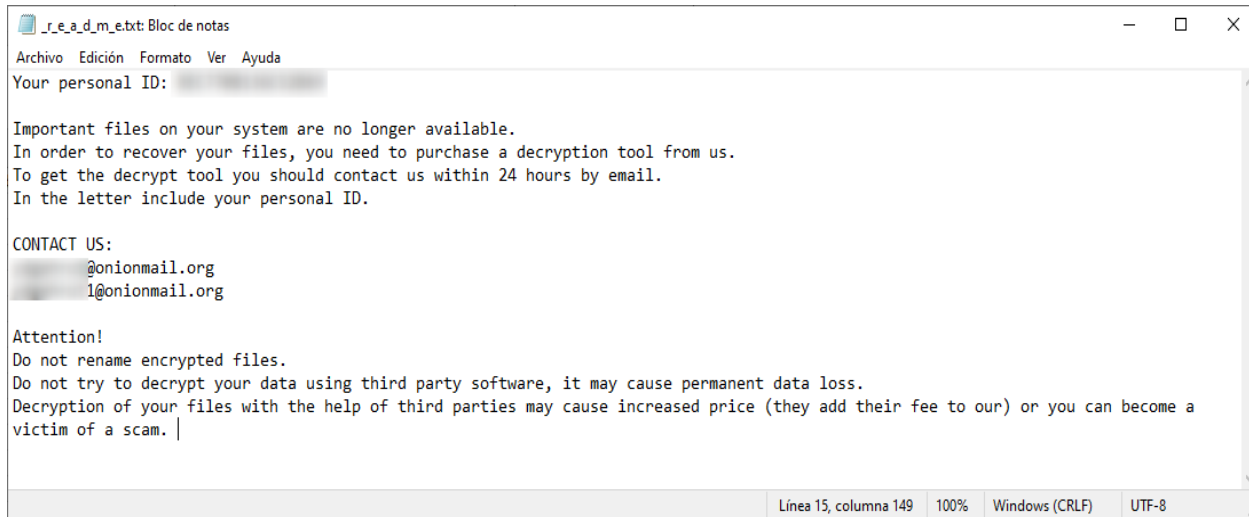 _r_e_a_d_m_e.txt: Bloc de notas
Archivo Edición Formato Ver Ayuda
Your personal ID:
Important files on your system are no longer available.
In order to recover your files, you need to purchase a decryption tool from us.
To get the decrypt tool you should contact us within 24 hours by email.
In the letter include your personal ID.
CONTACT US:
@onionmail.org
1@onionmail.org
Attention!
Do not rename encrypted files.
Do not try to decrypt your data using third party software, it may cause permanent data loss.
Decryption of your files with the help of third parties may cause increased price (they add their fee to our) or you can become a
victim of a scam.
Línea 15, columna 149 100% Windows (CRLF) UTF-8